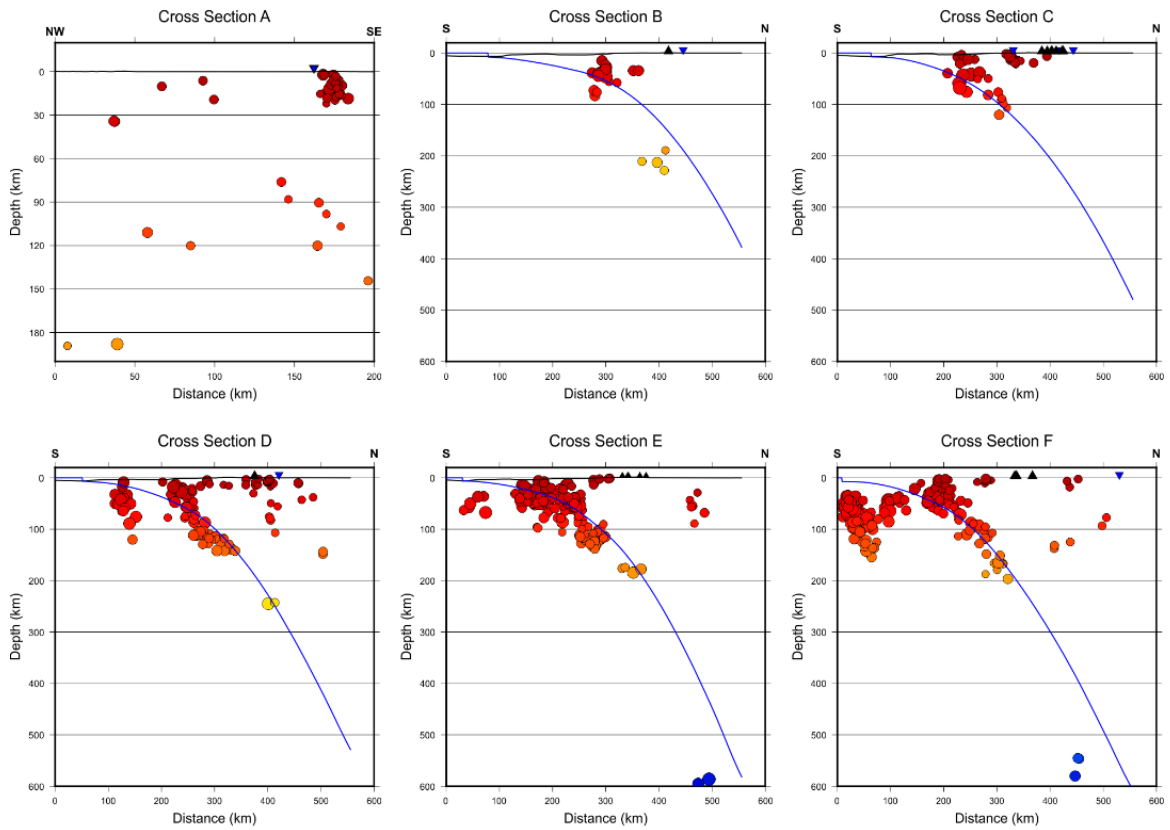 Cross Section A
NW SE
0
30
60
90
120
150
180
Depth (km)
0 50 100 150 200
Distance (km)
Cross Section B
S N
0
100
200
300
400
500
600
Depth (km)
0 100 200 300 400 500 600
Distance (km)
Cross Section C
S N
0
100
200
300
400
500
600
Depth (km)
0 100 200 300 400 500 600
Distance (km)
Cross Section D
S N
0
100
200
300
400
500
600
Depth (km)
0 100 200 300 400 500 600
Distance (km)
Cross Section E
S N
0
100
200
300
400
500
600
Depth (km)
0 100 200 300 400 500 600
Distance (km)
Cross Section F
S N
0
100
200
300
400
500
600
Depth (km)
0 100 200 300 400 500 600
Distance (km)